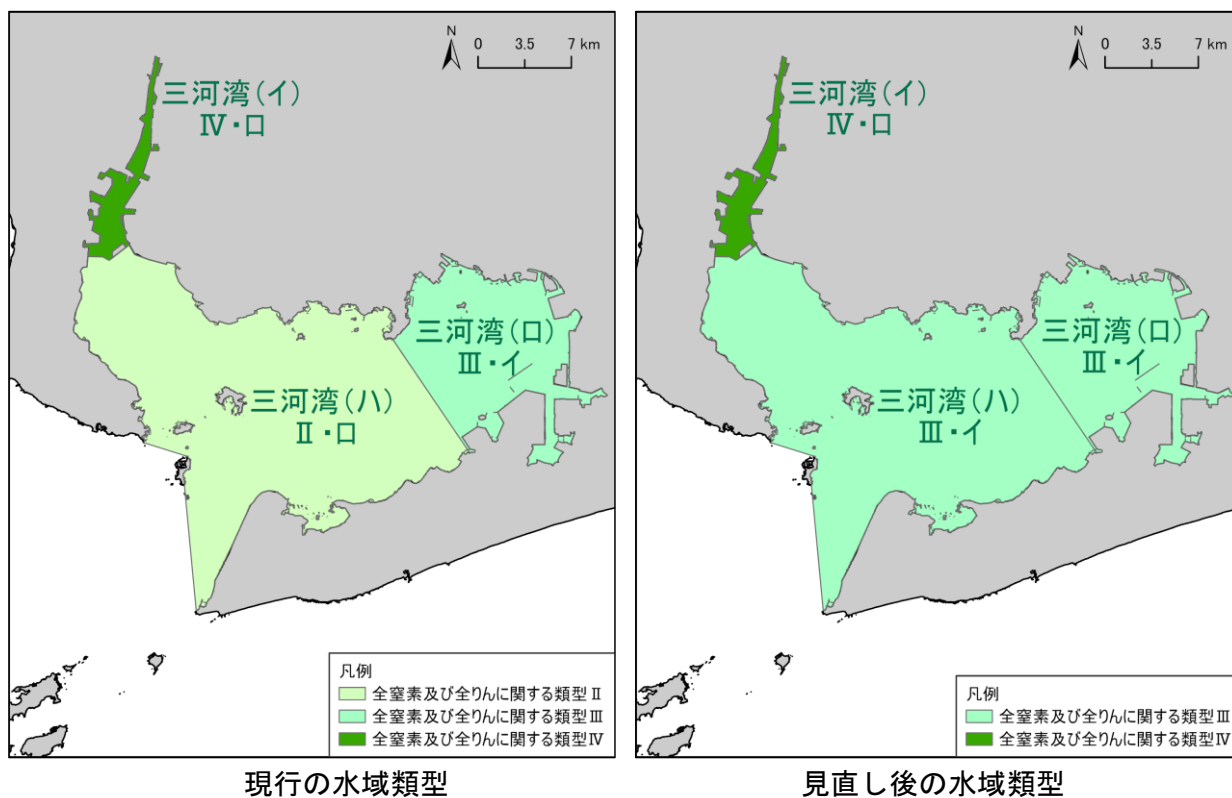 N
0 3.5 7 km
三河湾(イ)
Ⅳ・ロ
三河湾(ロ)
Ⅲ・イ
三河湾(ハ)
Ⅱ・ロ
凡例
全窒素及び全りんに関する類型Ⅱ
全窒素及び全りんに関する類型Ⅲ
全窒素及び全りんに関する類型Ⅳ
現行の水域類型
N
0 3.5 7 km
三河湾(イ)
Ⅳ・ロ
三河湾(ロ)
Ⅲ・イ
三河湾(ハ)
Ⅲ・イ
凡例
全窒素及び全りんに関する類型Ⅲ
全窒素及び全りんに関する類型Ⅳ
見直し後の水域類型